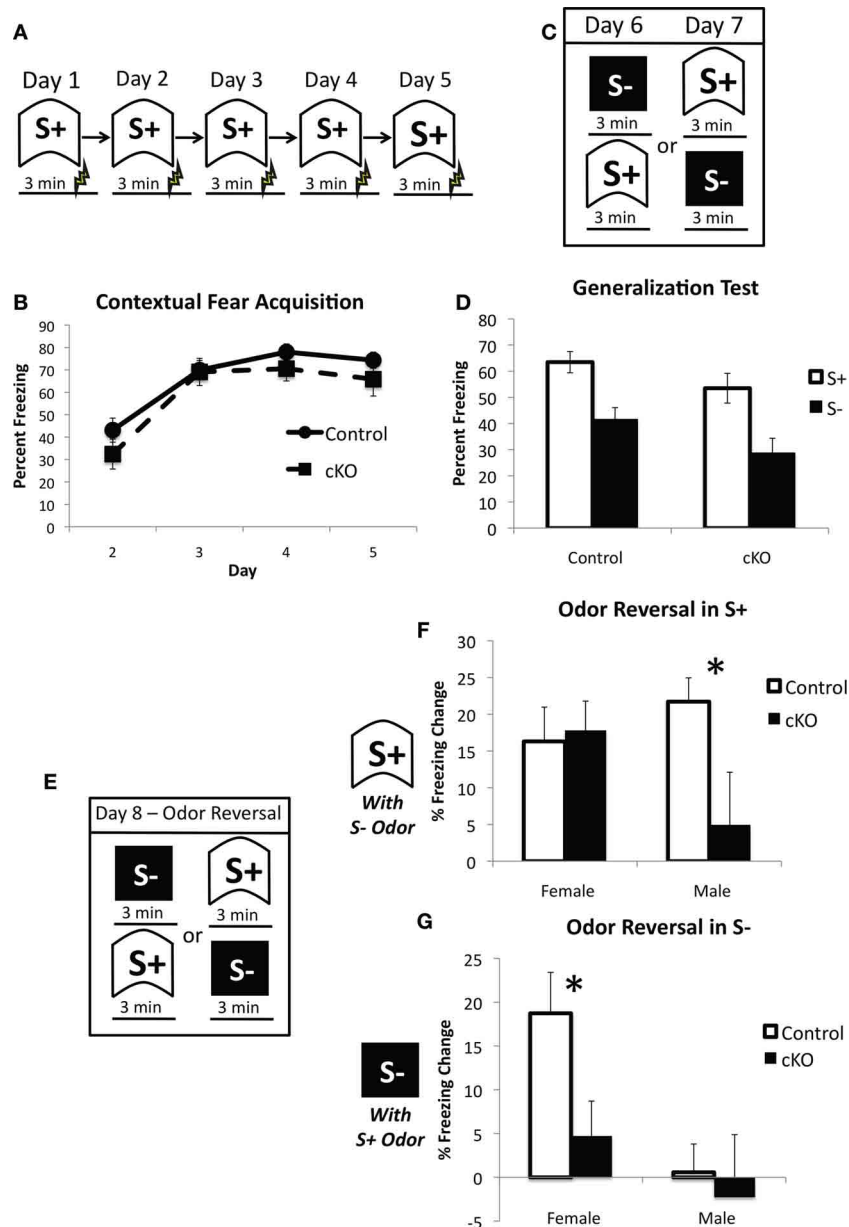 A
Day 1 Day 2 Day 3 Day 4 Day 5
S+ S+ S+ S+ S+
3 min 3 min 3 min 3 min 3 min
C
Day 6 Day 7
S- S+
3 min 3 min
or
S+ S-
3 min 3 min
B
Contextual Fear Acquisition
Percent Freezing
90
80
70
60
50
40
30
20
10
0
Control
cKO
2 3 4 5
Day
D
Generalization Test
Percent Freezing
80
70
60
50
40
30
20
10
0
S+
S-
Control cKO
E
Day 8 – Odor Reversal
S- S+
3 min 3 min
or
S+ S-
3 min 3 min
F
Odor Reversal in S+
S+
With
S- Odor
% Freezing Change
30
25
20
15
10
5
0
*
Control
cKO
Female Male
G
Odor Reversal in S-
S-
With
S+ Odor
% Freezing Change
25
20
15
10
5
0
-5
*
Control
cKO
Female Male